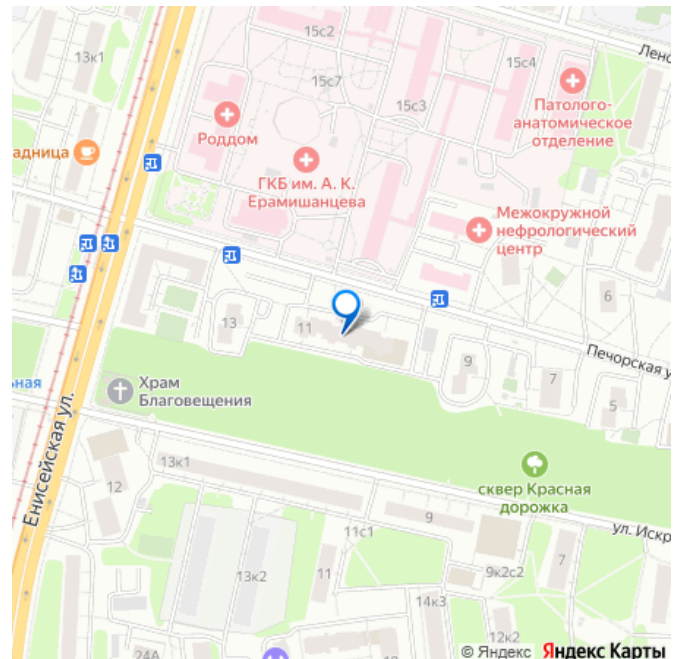 13к1
15с2
15с7
15с3
15с4
Лено
Роддом
адница
ГКБ им. А. К.
Ерамишанцева
Патолого-
анатомическое
отделение
Межокружной
нефрологический
центр
6
13
11
9
7
5
Печорская у
ьная
Храм
Благовещения
Енисейская ул.
12
13к1
сквер Красная
дорожка
9
ул. Искр
11с1
13к2
11
9к2с2
7
14к3
12к2
24А
© Яндекс Яндекс Карты